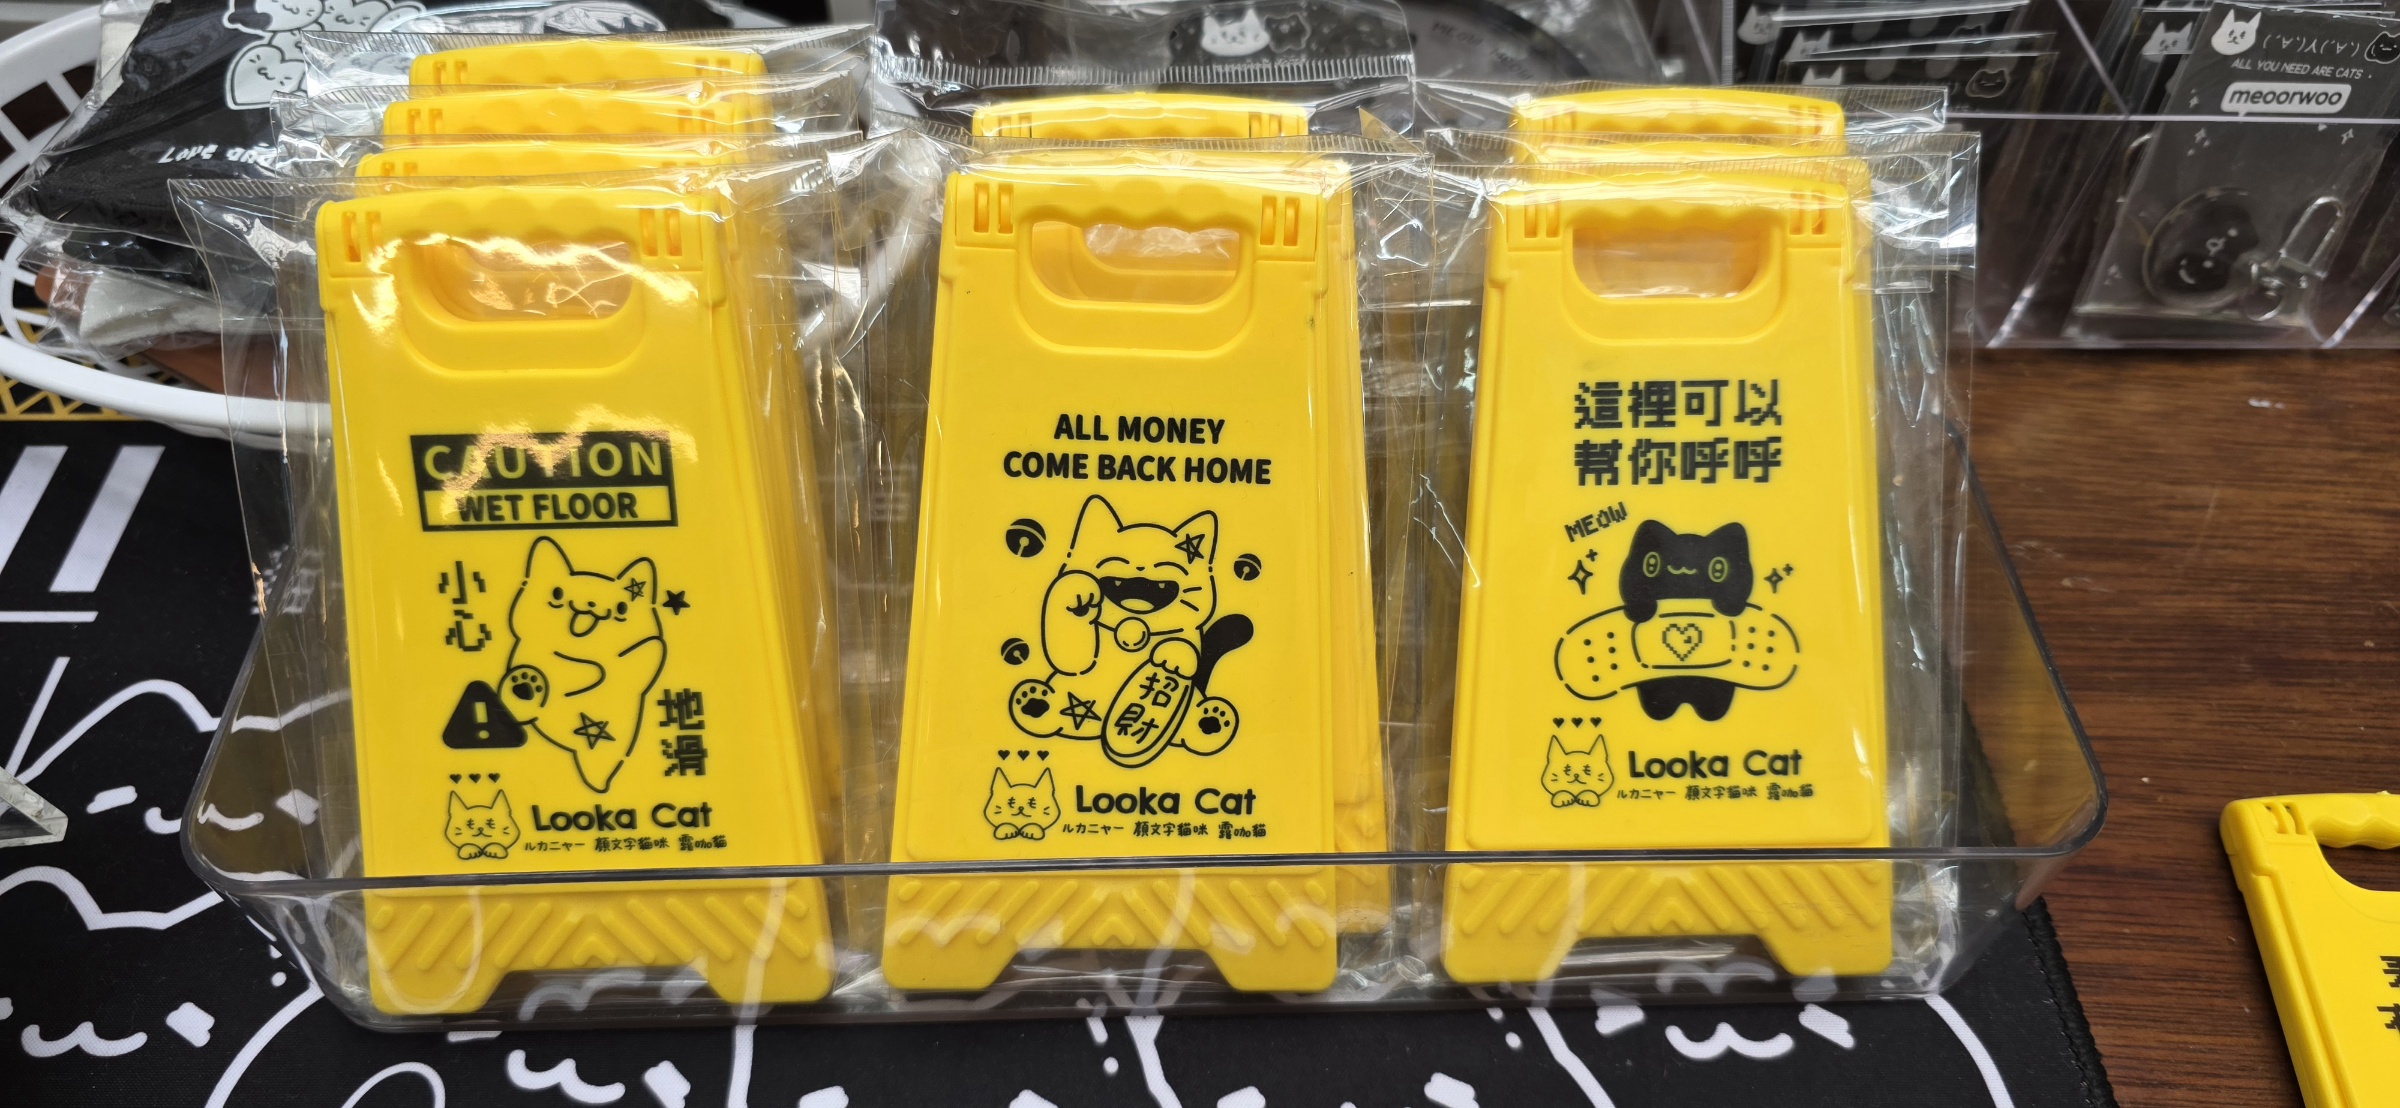 ALL YOU NEED ARE CATS
meoorwoo
CAUTION
WET FLOOR
小心
地滑
Looka Cat
ルカニャー 顏文字貓咪 露咖貓
ALL MONEY
COME BACK HOME
招
財
Looka Cat
ルカニャー 顏文字貓咪 露咖貓
這裡可以
幫你呼呼
MEOW
Looka Cat
ルカニャー 顏文字貓咪 露咖貓